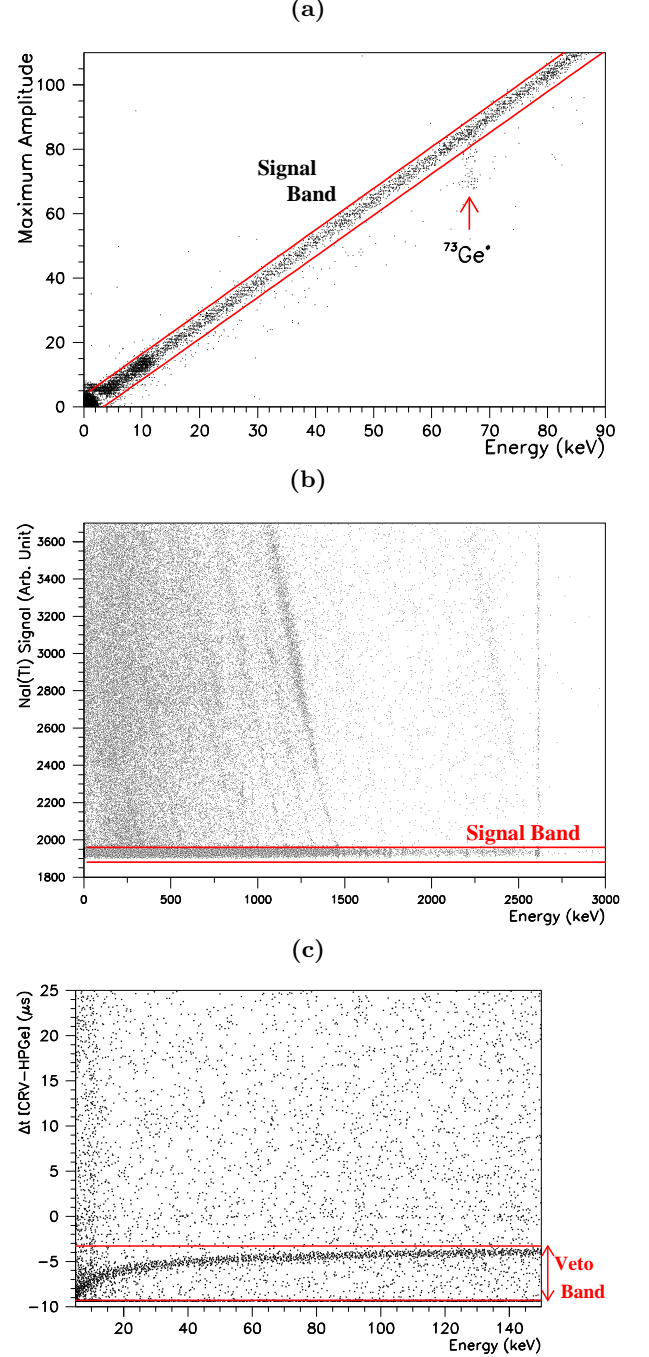 (a)
Maximum Amplitude
100
80
60
40
20
0
Signal
Band
73Ge*
0 10 20 30 40 50 60 70 80 90
Energy (keV)
(b)
NaI(Tl) Signal (Arb. Unit)
3600
3400
3200
3000
2800
2600
2400
2200
2000
1800
Signal Band
0 500 1000 1500 2000 2500 3000
Energy (keV)
(c)
Δt [CRV-HPGe] (μs)
25
20
15
10
5
0
-5
-10
Veto
Band
20 40 60 80 100 120 140
Energy (keV)